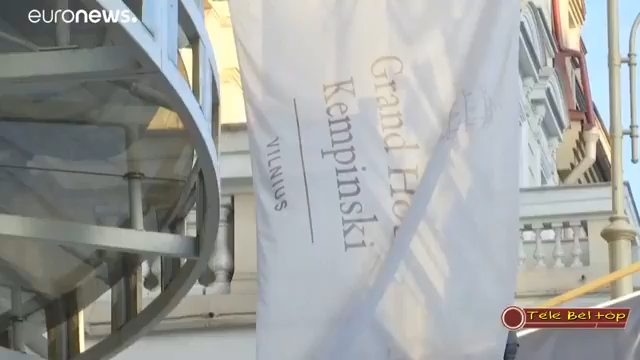 euronews.
Grand Ho
Kempinski
VILNIUS
Tele Bel top